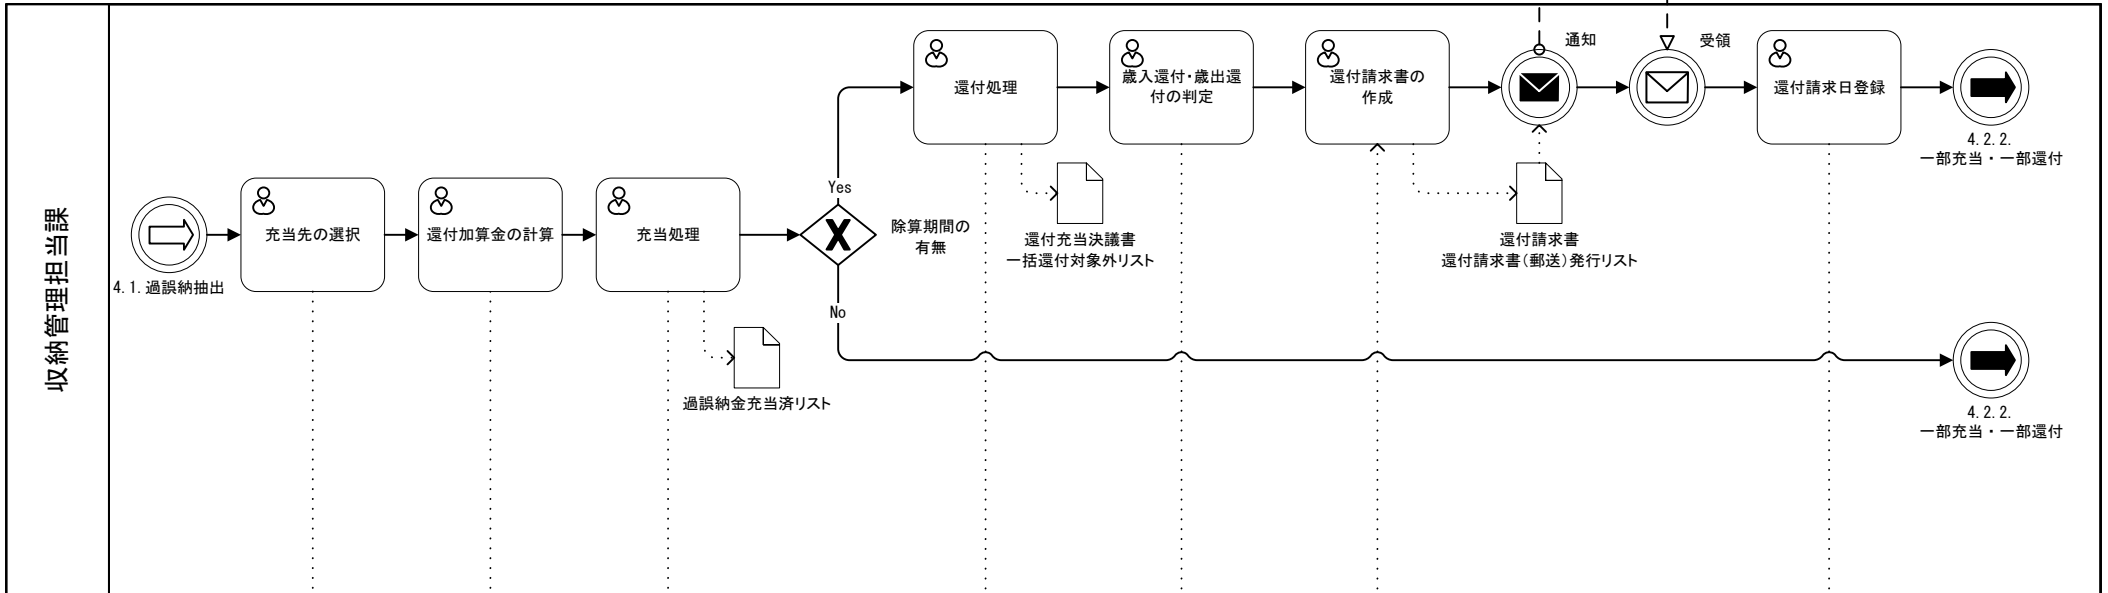 収納管理担当課
4.1.過誤納抽出
充当先の選択
還付加算金の計算
充当処理
過誤納金充当済リスト
Yes
No
除算期間の
有無
還付処理
還付充当決議書
一括還付対象外リスト
歳入還付・歳出還
付の判定
還付請求書の
作成
還付請求書
還付請求書(郵送)発行リスト
通知
受領
還付請求日登録
4.2.2.
一部充当・一部還付
4.2.2.
一部充当・一部還付